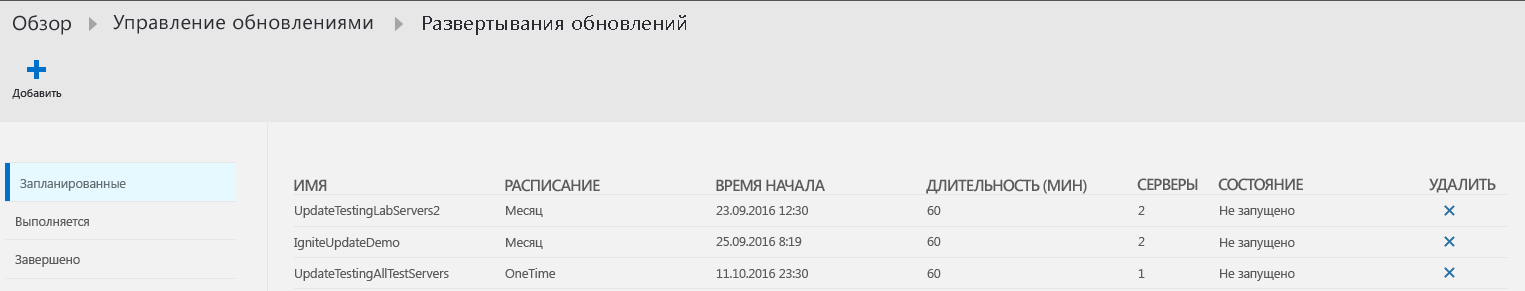 Обзор Управление обновлениями Развертывания обновлений
Добавить
Запланированные
Выполняется
Завершено
ИМЯ РАСПИСАНИЕ ВРЕМЯ НАЧАЛА ДЛИТЕЛЬНОСТЬ (МИН) СЕРВЕРЫ СОСТОЯНИЕ УДАЛИТЬ
UpdateTestingLabServers2 Месяц 23.09.2016 12:30 60 2 Не запущено
IgniteUpdateDemo Месяц 25.09.2016 8:19 60 2 Не запущено
UpdateTestingAllTestServers OneTime 11.10.2016 23:30 60 1 Не запущено